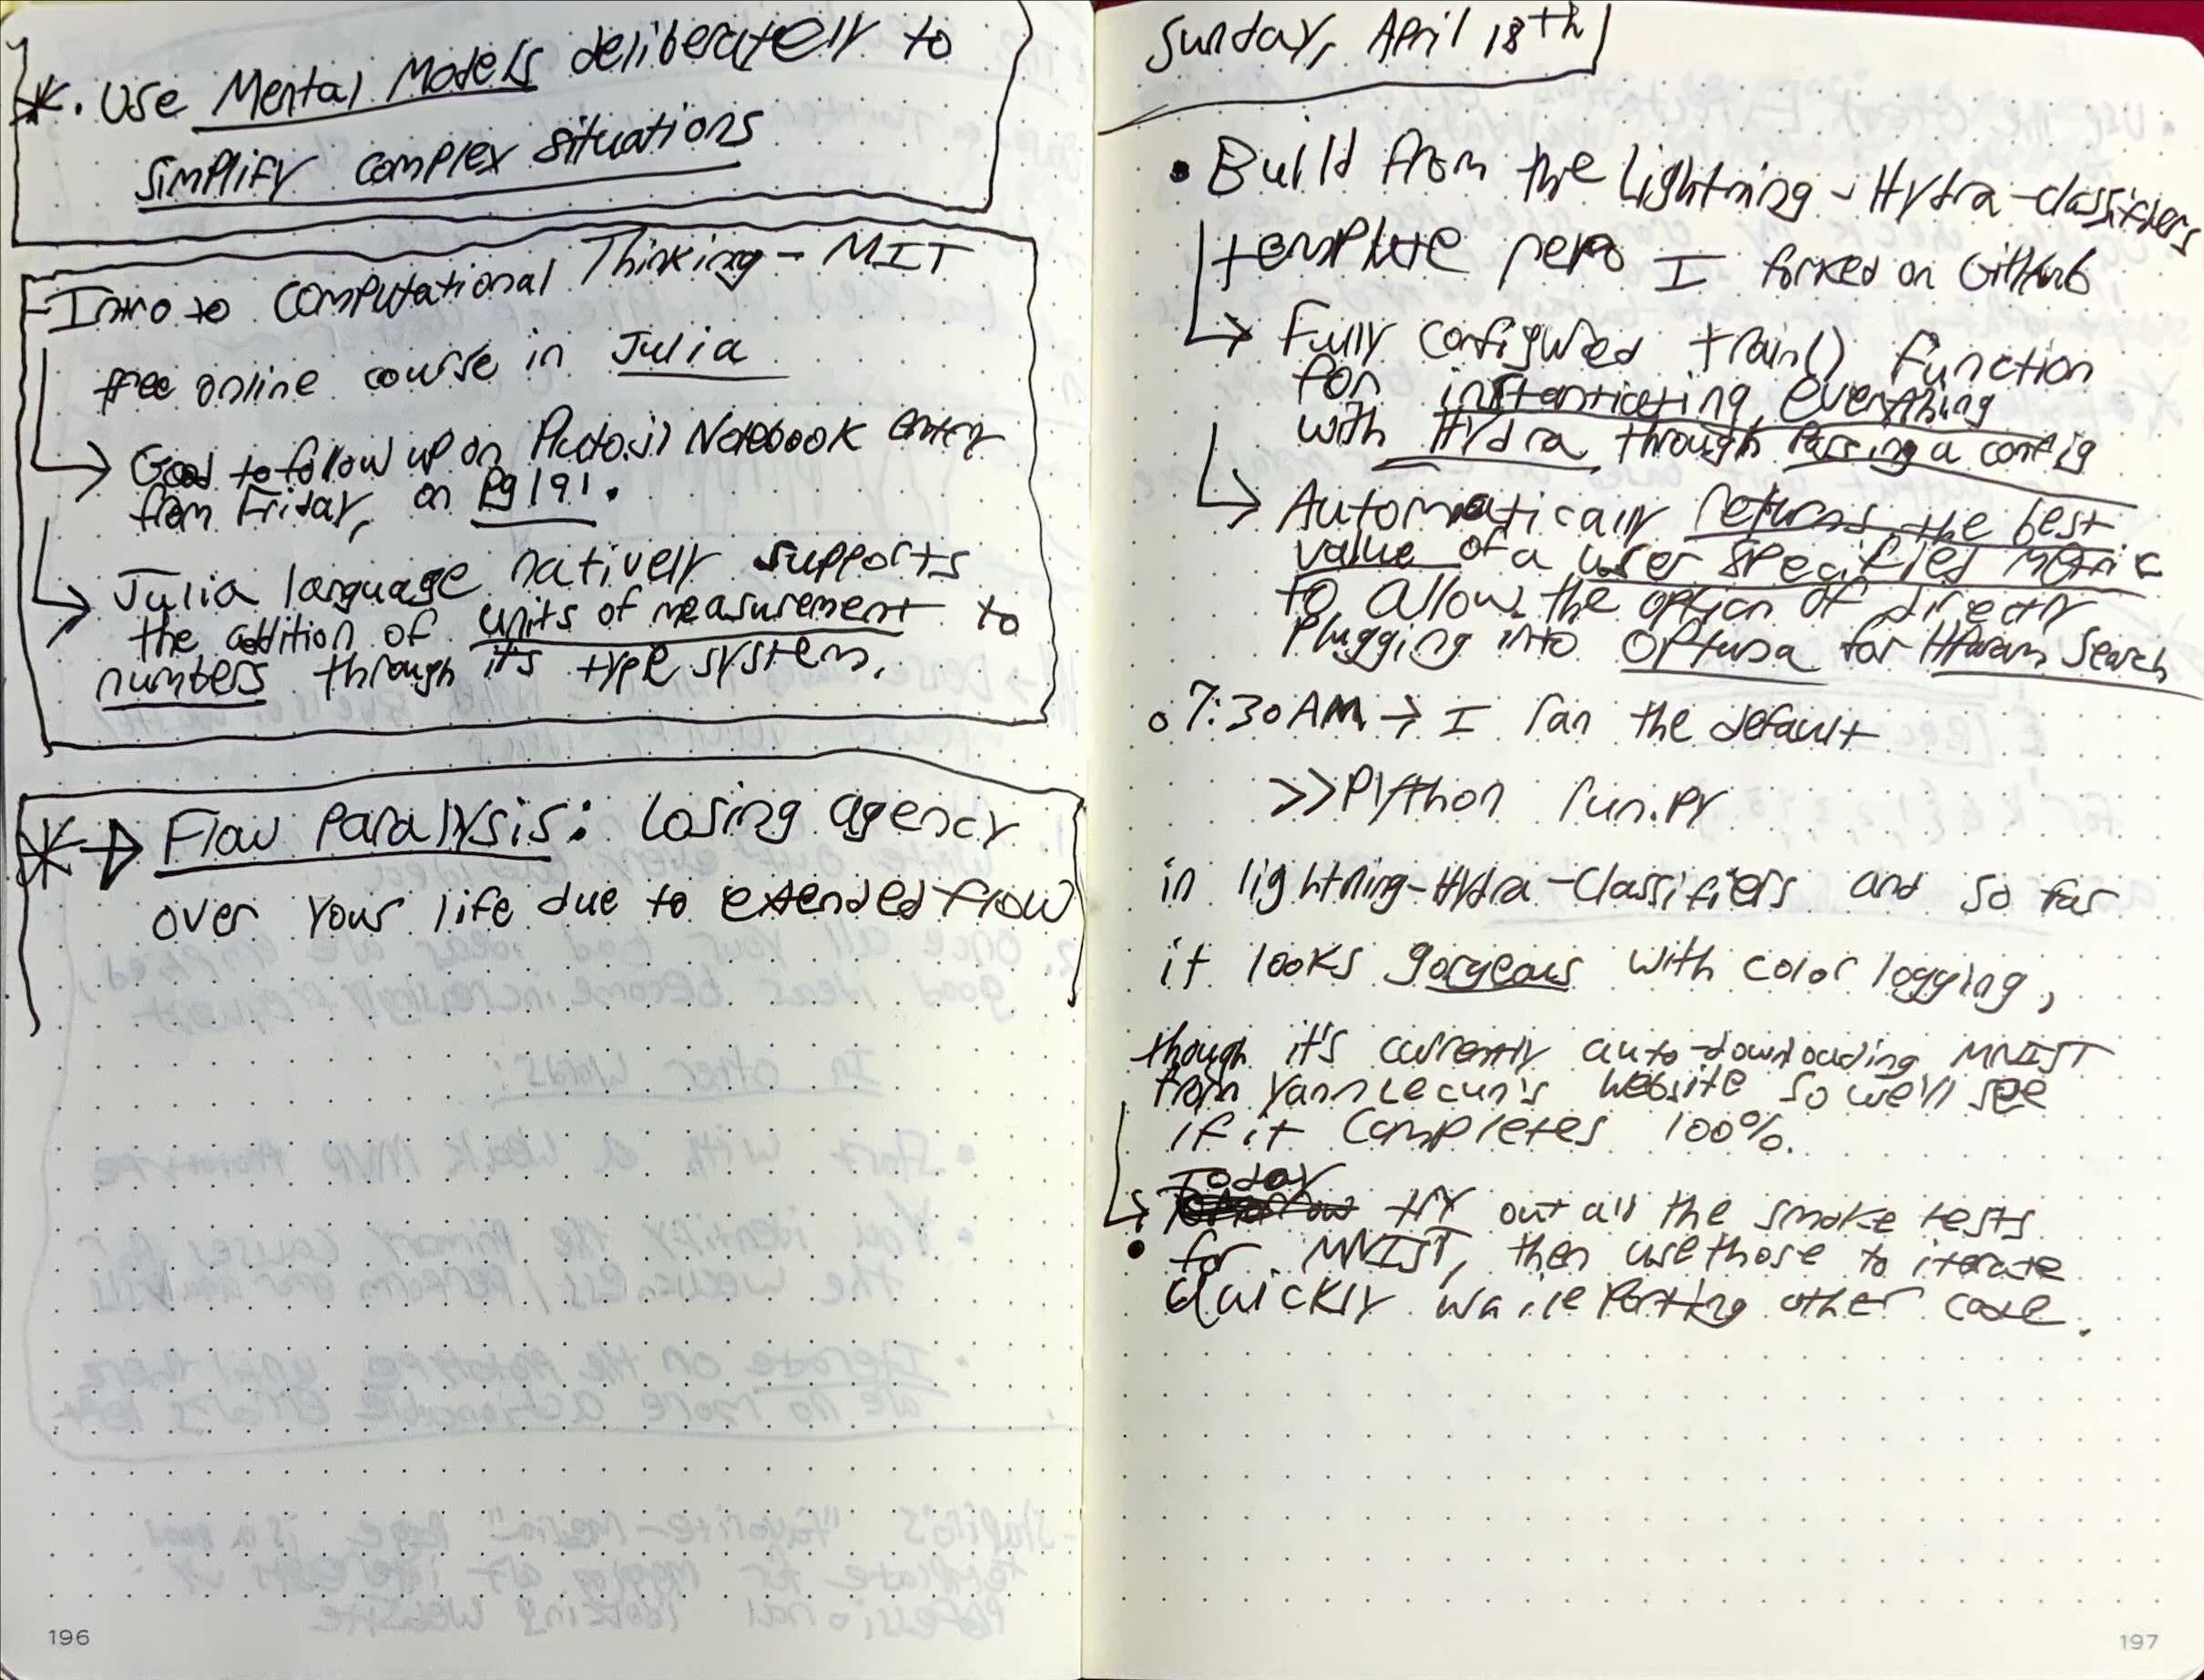 * • Use Mental Models deliberately to
simplify complex situations
- Intro to Computational Thinking - MIT
free online course in Julia
→ Good to follow up on Pluto.jl Notebook entry
from Friday, on pg 191.
→ Julia language natively supports
the addition of units of measurement to
numbers through its type system.
* → Flow Paralysis: Losing agency
over your life due to extended flow
196
Sunday, April 18th
• Build from the Lightning-Hydra-classifiers
template repo I forked on GitHub
→ Fully configured train() function
for instantiating everything
with Hydra through passing a config
→ Automatically returns the best
value of a user specified metric
to allow the option of directly
plugging into Optuna for HParam Search
o 7:30AM → I ran the default
>> Python run.py
in lightning-Hydra-classifiers and so far
it looks gorgeous with color logging,
though it's currently auto-downloading MNIST
from Yann Lecun's website so we'll see
if it completes 100%.
Today
→ try out all the smoke tests
• for MNIST, then use those to iterate
quickly while porting other code.
197